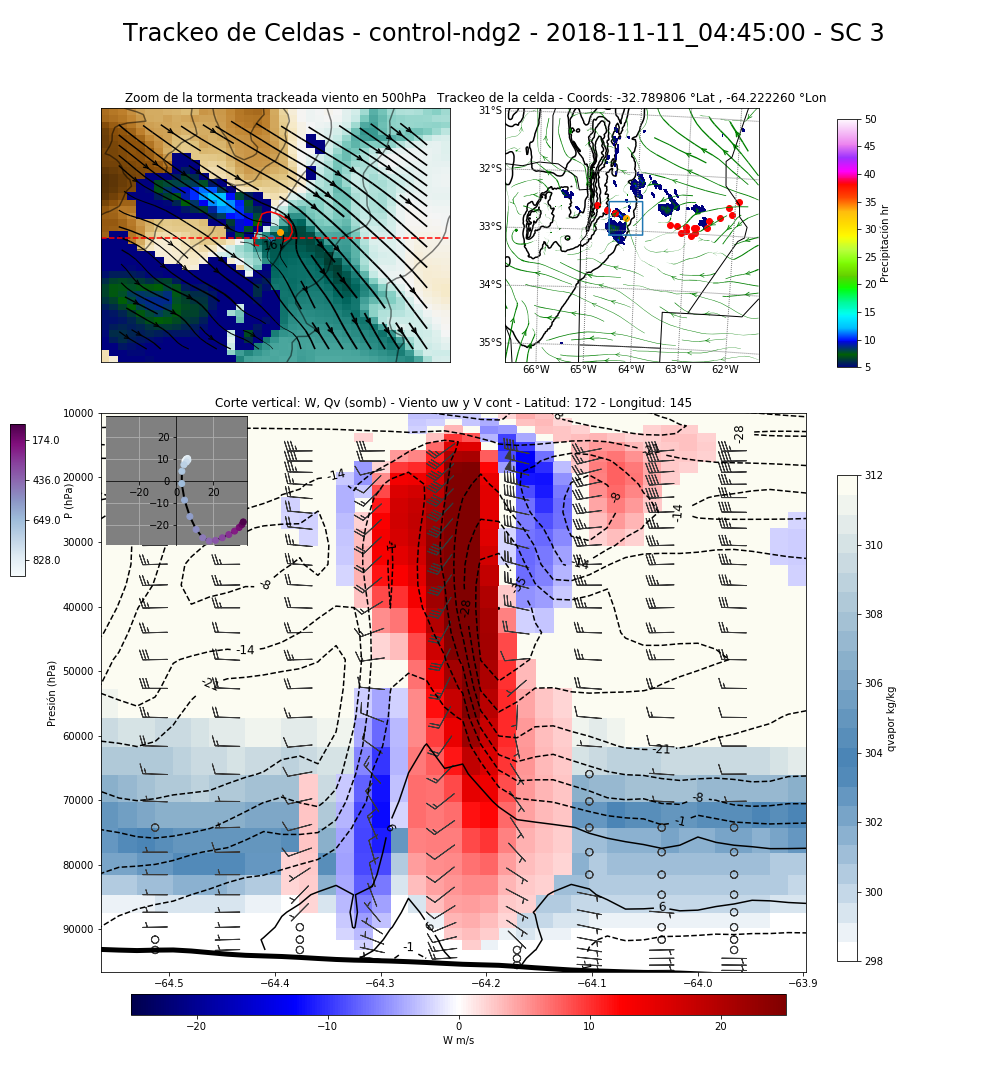 Trackeo de Celdas - control-ndg2 - 2018-11-11_04:45:00 - SC 3
Zoom de la tormenta trackeada viento en 500hPa
Trackeo de la celda - Coords: -32.789806 °Lat , -64.222260 °Lon
16
31°S
32°S
33°S
34°S
35°S
66°W 65°W 64°W 63°W 62°W
50
45
40
35
30
25
20
15
10
5
Precipitación hr
Corte vertical: W, Qv (somb) - Viento uw y V cont - Latitud: 172 - Longitud: 145
174.0
436.0
649.0
828.0
P (hPa)
20
10
0
−10
−20
−20 0 20
10000
20000
30000
40000
50000
60000
70000
80000
90000
Presión (hPa)
-14
-8
-14
-21
-28
-35
-14
-8
-14
-28
-21
-8
-1
6
-1
−64.5 −64.4 −64.3 −64.2 −64.1 −64.0 −63.9
312
310
308
306
304
302
300
298
qvapor kg/kg
−20 −10 0 10 20
W m/s